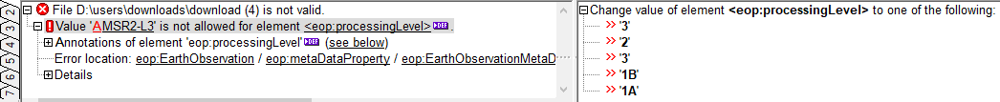 2
3
4
5
6
7
File D:\users\downloads\download (4) is not valid.
Value 'AMSR2-L3' is not allowed for element <eop:processingLevel> DEF .
Annotations of element 'eop:processingLevel' DEF (see below)
Error location: eop:EarthObservation / eop:metaDataProperty / eop:EarthObservationMetaD
Details
Change value of element <eop:processingLevel> to one of the following:
>> '3'
>> '2'
>> '3'
>> '1B'
>> '1A'